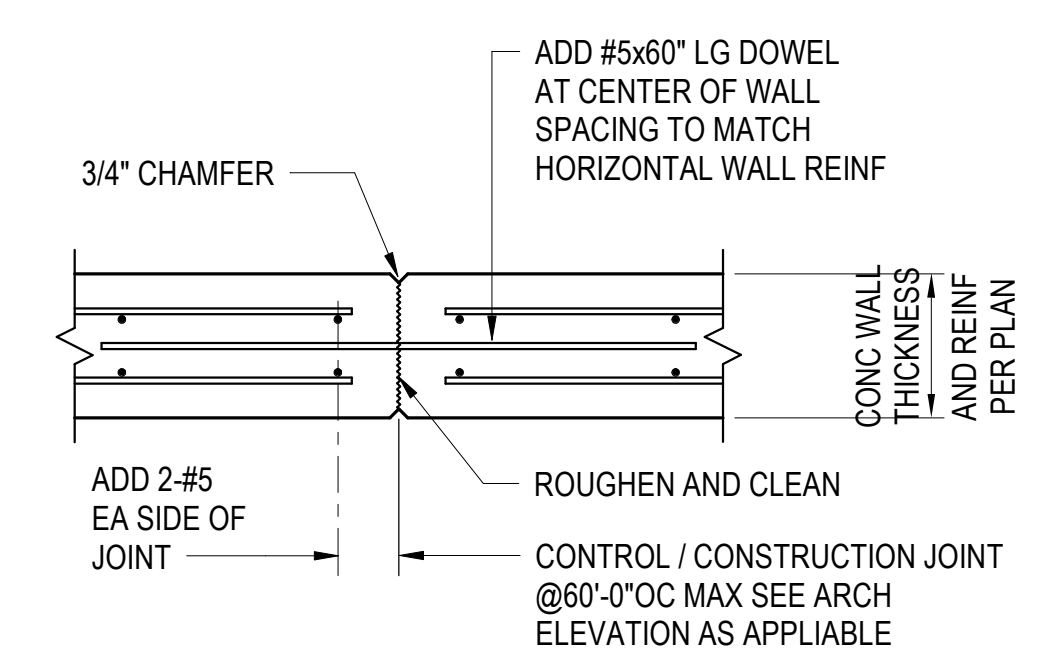 ADD #5x60" LG DOWEL
AT CENTER OF WALL
SPACING TO MATCH
HORIZONTAL WALL REINF
3/4" CHAMFER
CONC WALL
THICKNESS
AND REINF
PER PLAN
ADD 2-#5
EA SIDE OF
JOINT
ROUGHEN AND CLEAN
CONTROL / CONSTRUCTION JOINT
@60'-0"OC MAX SEE ARCH
ELEVATION AS APPLIABLE